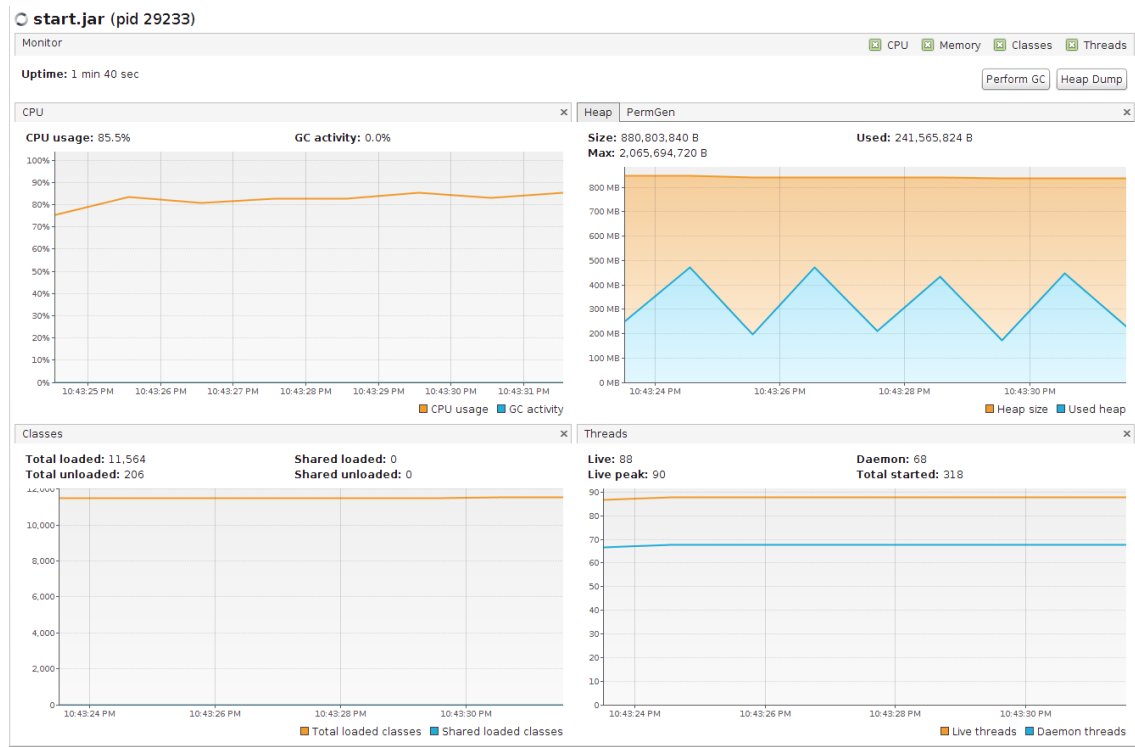 start.jar (pid 29233)
Monitor
CPU Memory Classes Threads
Uptime: 1 min 40 sec
Perform GC Heap Dump
CPU
CPU usage: 85.5% GC activity: 0.0%
100%
90%
80%
70%
60%
50%
40%
30%
20%
10%
0%
10:43:25 PM 10:43:26 PM 10:43:27 PM 10:43:28 PM 10:43:29 PM 10:43:30 PM 10:43:31 PM
CPU usage GC activity
Heap PermGen
Size: 880,803,840 B Used: 241,565,824 B
Max: 2,065,694,720 B
800 MB
700 MB
600 MB
500 MB
400 MB
300 MB
200 MB
100 MB
0 MB
10:43:24 PM 10:43:26 PM 10:43:28 PM 10:43:30 PM
Heap size Used heap
Classes
Total loaded: 11,564 Shared loaded: 0
Total unloaded: 206 Shared unloaded: 0
12,000
10,000
8,000
6,000
4,000
2,000
0
10:43:24 PM 10:43:26 PM 10:43:28 PM 10:43:30 PM
Total loaded classes Shared loaded classes
Threads
Live: 88 Daemon: 68
Live peak: 90 Total started: 318
90
80
70
60
50
40
30
20
10
0
10:43:24 PM 10:43:26 PM 10:43:28 PM 10:43:30 PM
Live threads Daemon threads